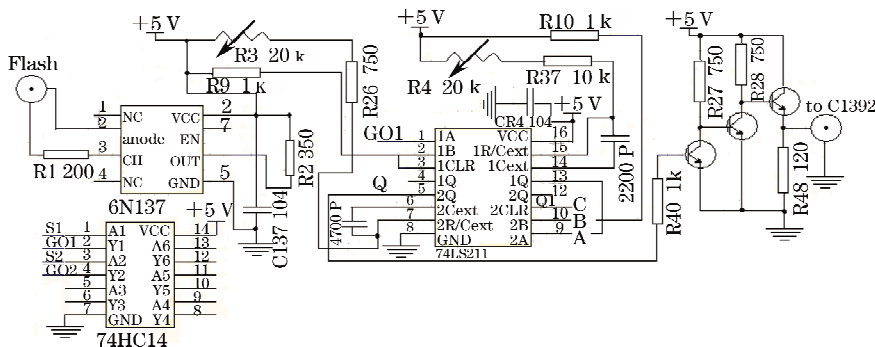 +5 V
R3 20 k
R9 1 k
R26 750
Flash
1 NC VCC 2
2 anode EN 7
3 CH OUT
4 NC GND 5
6N137
R1 200
R2 350
C137 104
S1 1 A1 VCC 14 +5 V
GO1 2 Y1 A6 13
S2 3 A2 Y6 12
GO2 4 Y2 A5 11
5 A3 Y5 10
6 Y3 A4 9
7 GND Y4 8
74HC14
+5 V
R10 1 k
R4 20 k
R37 10 k
CR4 104
+5 V
GO1 1 1A VCC 16
2 1B 1R/Cext 15
3 1CLR 1Cext 14
4 1Q 1Q 13
Q 5 2Q 2Q 12
6 2Cext 2CLR Q1 C
7 2R/Cext 2B 10 B
8 GND 2A 9 A
74LS211
4700 P
2200 P
+5 V
R27 750
R28 750
R40 1k
R48 120
to C1392